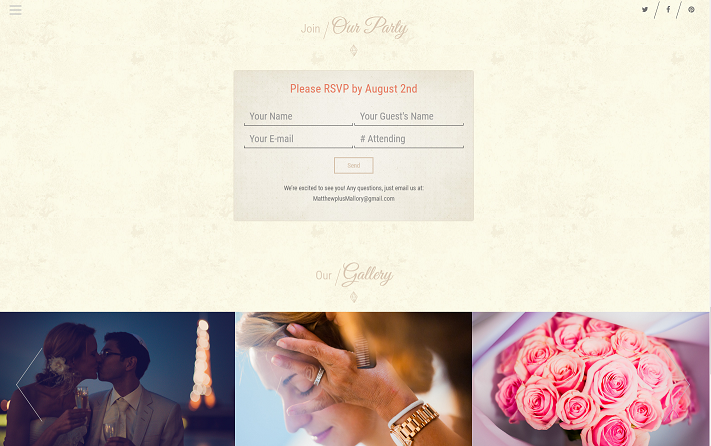 Join / Our Party
Please RSVP by August 2nd
Your Name
Your Guest's Name
Your E-mail
# Attending
Send
We're excited to see you! Any questions, just email us at:
MatthewplusMallory@gmail.com
Our / Gallery